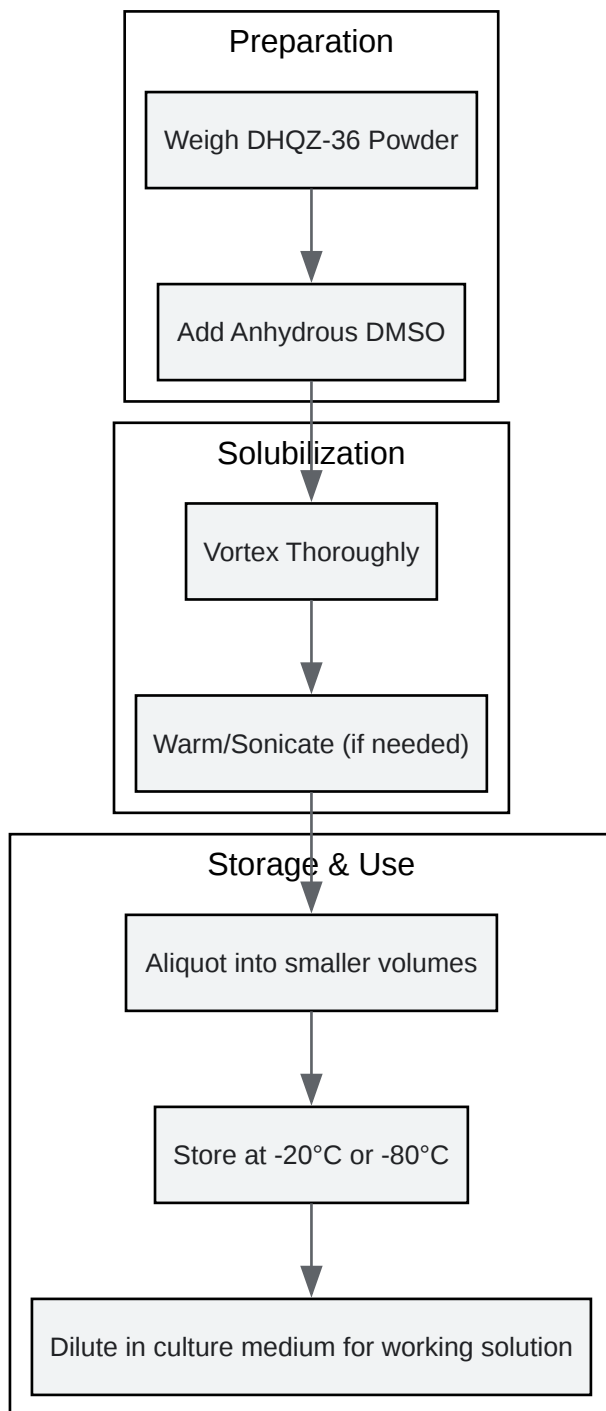 Preparation
Weigh DHQZ-36 Powder
Add Anhydrous DMSO
Solubilization
Vortex Thoroughly
Warm/Sonicate (if needed)
Storage & Use
Aliquot into smaller volumes
Store at -20°C or -80°C
Dilute in culture medium for working solution